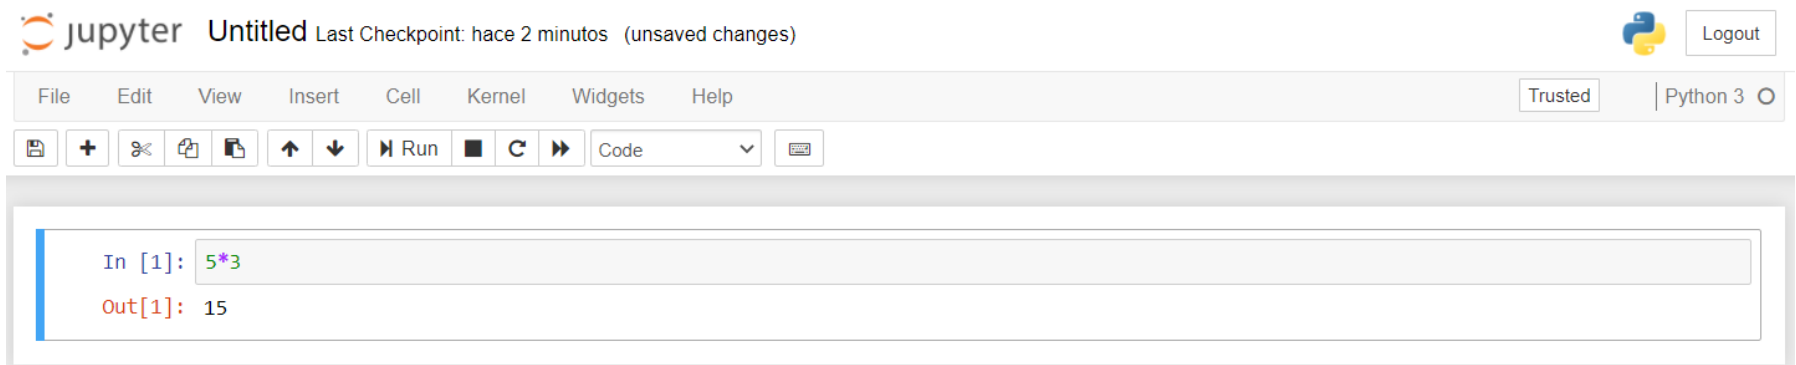 jupyter Untitled Last Checkpoint: hace 2 minutos (unsaved changes) Logout
File Edit View Insert Cell Kernel Widgets Help Trusted Python 3
Run Code
In [1]: 5*3
Out[1]: 15